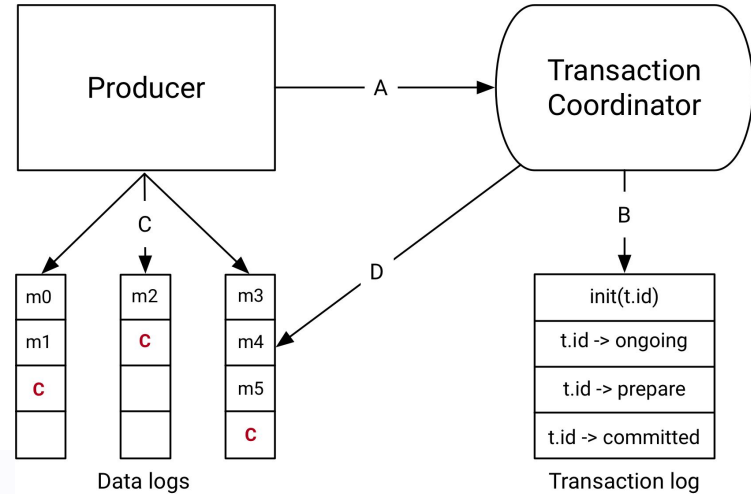 Producer
A
Transaction
Coordinator
C
B
D
m0
m1
C
m2
C
m3
m4
m5
C
init(t.id)
t.id -> ongoing
t.id -> prepare
t.id -> committed
Data logs
Transaction log